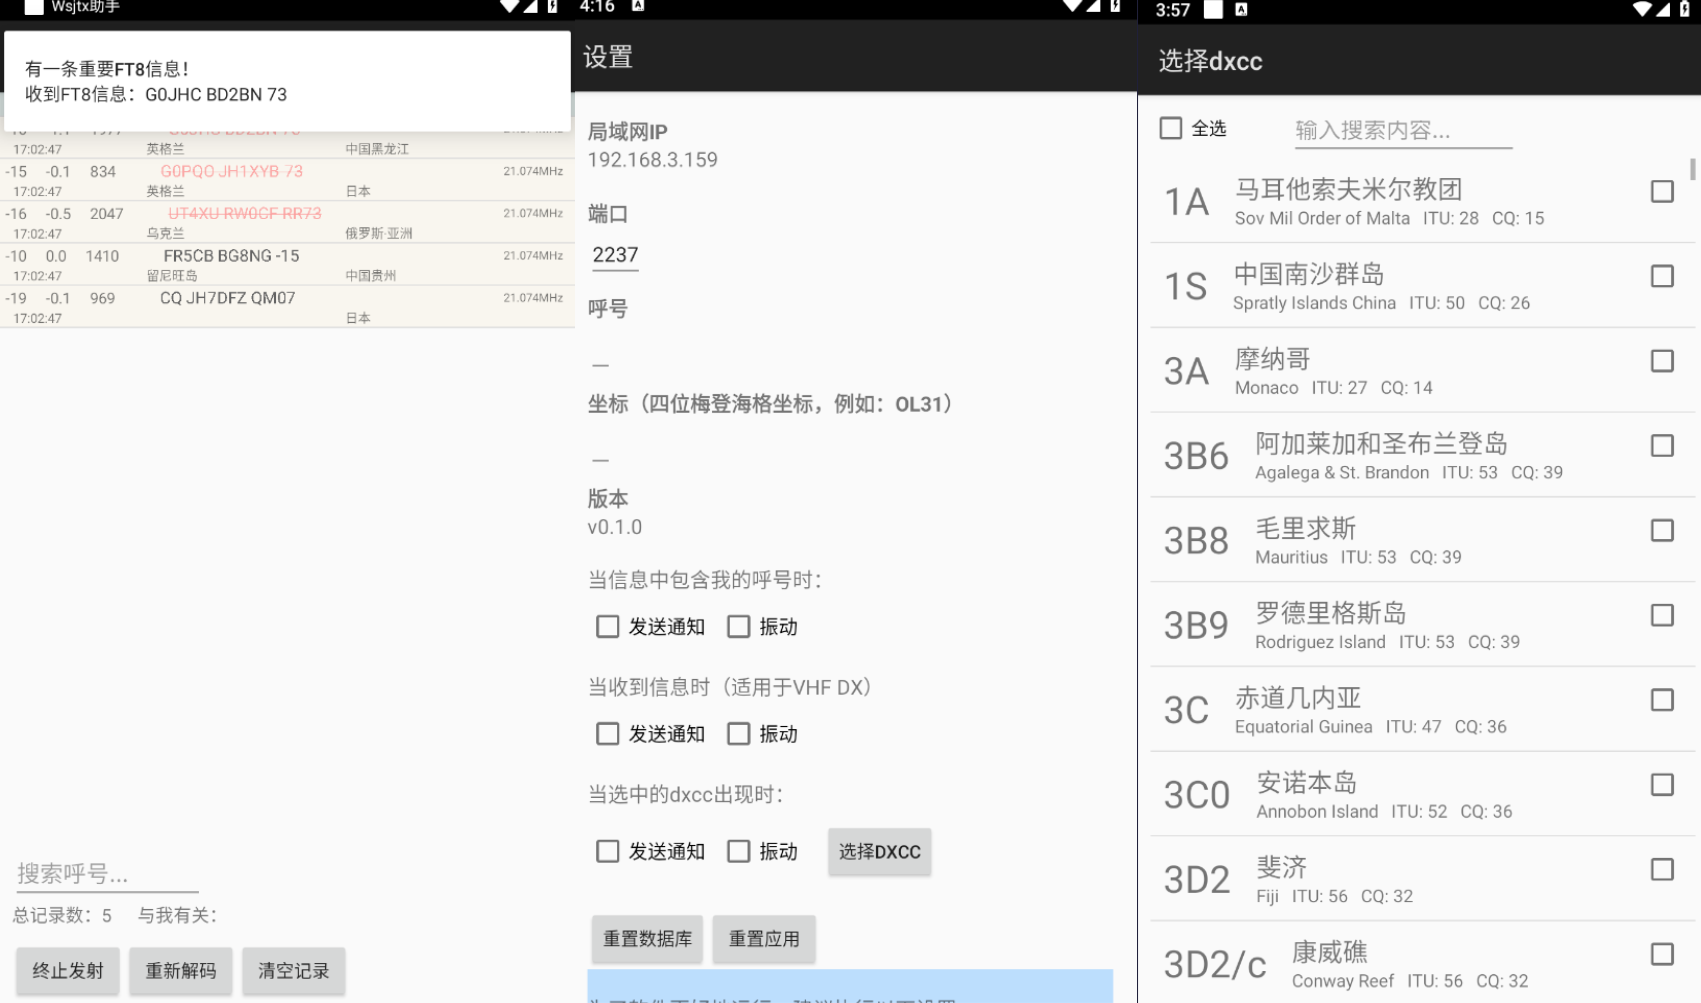 Wsjtx助手
有一条重要FT8信息！
收到FT8信息：G0JHC BD2BN 73
17:02:47 英格兰 中国黑龙江
-15 -0.1 834 G0PQO JH1XYB 73 21.074MHz
17:02:47 英格兰 日本
-16 -0.5 2047 UT4XU RW0CF RR73 21.074MHz
17:02:47 乌克兰 俄罗斯·亚洲
-10 0.0 1410 FR5CB BG8NG -15 21.074MHz
17:02:47 留尼旺岛 中国贵州
-19 -0.1 969 CQ JH7DFZ QM07 21.074MHz
17:02:47 日本
搜索呼号...
总记录数：5 与我有关：
终止发射 重新解码 清空记录
4:16
设置
局域网IP
192.168.3.159
端口
2237
呼号
坐标（四位梅登海格坐标，例如：OL31）
版本
v0.1.0
当信息中包含我的呼号时：
发送通知 振动
当收到信息时（适用于VHF DX）
发送通知 振动
当选中的dxcc出现时：
发送通知 振动 选择DXCC
重置数据库 重置应用
3:57
选择dxcc
全选 输入搜索内容...
1A 马耳他索夫米尔教团
Sov Mil Order of Malta ITU: 28 CQ: 15
1S 中国南沙群岛
Spratly Islands China ITU: 50 CQ: 26
3A 摩纳哥
Monaco ITU: 27 CQ: 14
3B6 阿加莱加和圣布兰登岛
Agalega & St. Brandon ITU: 53 CQ: 39
3B8 毛里求斯
Mauritius ITU: 53 CQ: 39
3B9 罗德里格斯岛
Rodriguez Island ITU: 53 CQ: 39
3C 赤道几内亚
Equatorial Guinea ITU: 47 CQ: 36
3C0 安诺本岛
Annobon Island ITU: 52 CQ: 36
3D2 斐济
Fiji ITU: 56 CQ: 32
3D2/c 康威礁
Conway Reef ITU: 56 CQ: 32